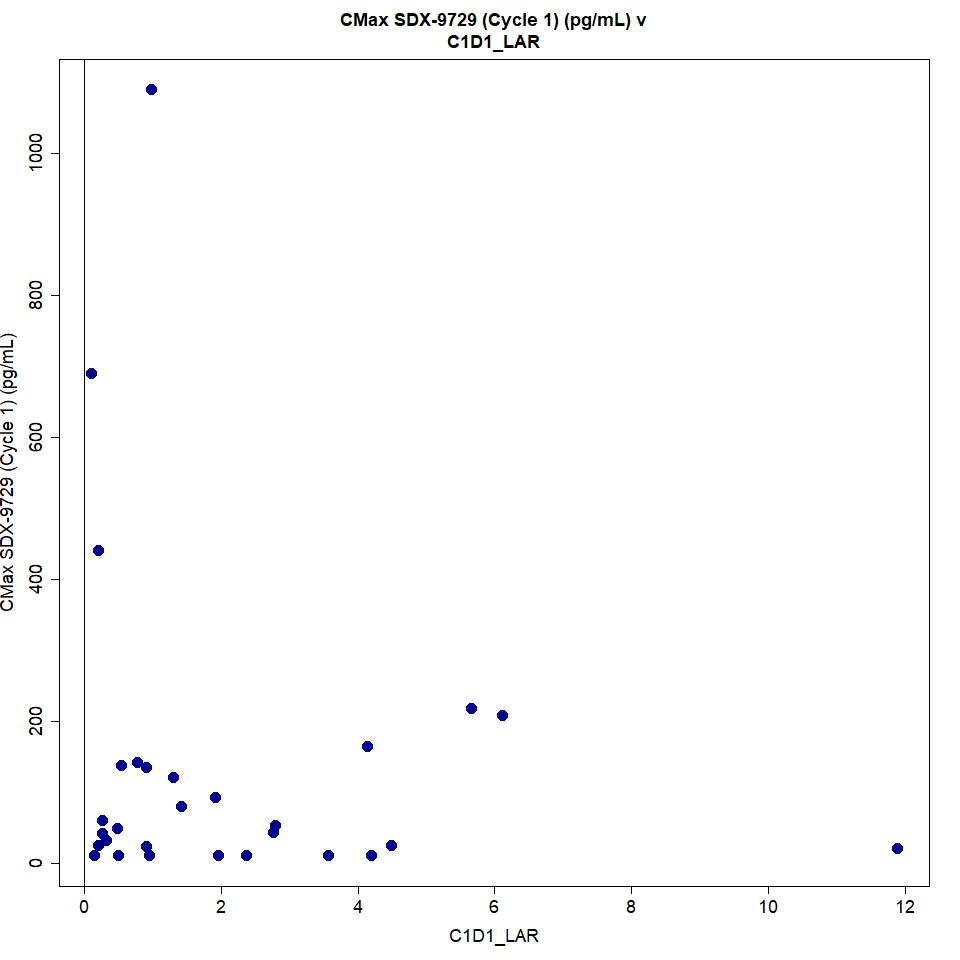 CMax SDX-9729 (Cycle 1) (pg/mL) v
C1D1_LAR
1000
800
600
400
200
0
CMax SDX-9729 (Cycle 1) (pg/mL)
0 2 4 6 8 10 12
C1D1_LAR